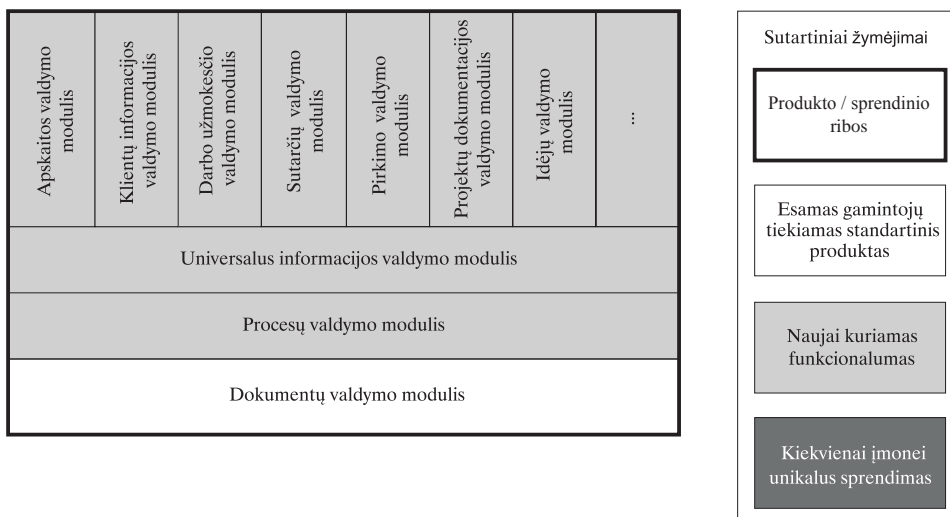 Apskaitos valdymo
modulis
Klientų informacijos
valdymo modulis
Darbo užmokesčio
valdymo modulis
Sutarčių valdymo
modulis
Pirkimo valdymo
modulis
Projektų dokumentacijos
valdymo modulis
Idėjų valdymo
modulis
...
Universalus informacijos valdymo modulis
Procesų valdymo modulis
Dokumentų valdymo modulis
Sutartiniai žymėjimai
Produkto / sprendinio
ribos
Esamas gamintojų
tiekiamas standartinis
produktas
Naujai kuriamas
funkcionalumas
Kiekvienai įmonei
unikalus sprendimas